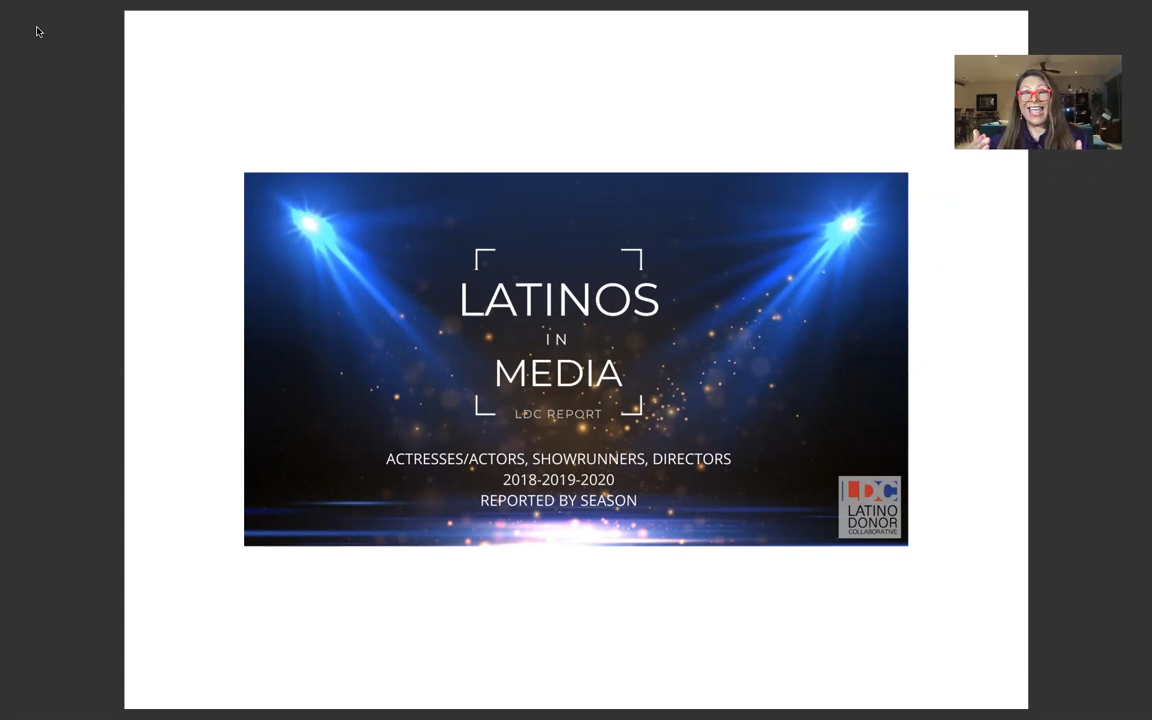 LATINOS
IN
MEDIA
LDC REPORT
ACTRESSES/ACTORS, SHOWRUNNERS, DIRECTORS
2018-2019-2020
REPORTED BY SEASON
LDC
LATINO
DONOR
COLLABORATIVE